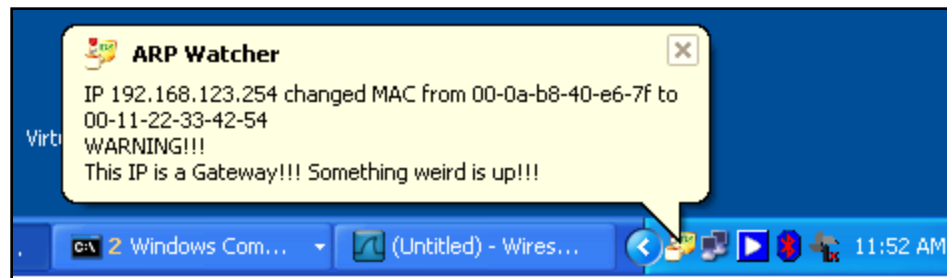 ARP Watcher
IP 192.168.123.254 changed MAC from 00-0a-b8-40-e6-7f to
00-11-22-33-42-54
WARNING!!!
This IP is a Gateway!!! Something weird is up!!!
Virtu
. 2 Windows Com... (Untitled) - Wires... 11:52 AM